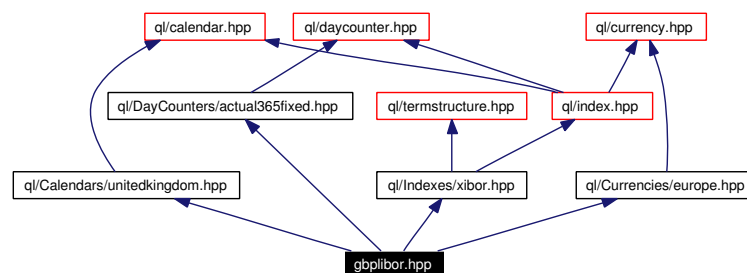 ql/calendar.hpp
ql/daycounter.hpp
ql/currency.hpp
ql/DayCounters/actual365fixed.hpp
ql/termstructure.hpp
ql/index.hpp
ql/Calendars/unitedkingdom.hpp
ql/Indexes/xibor.hpp
ql/Currencies/europe.hpp
gbplibor.hpp